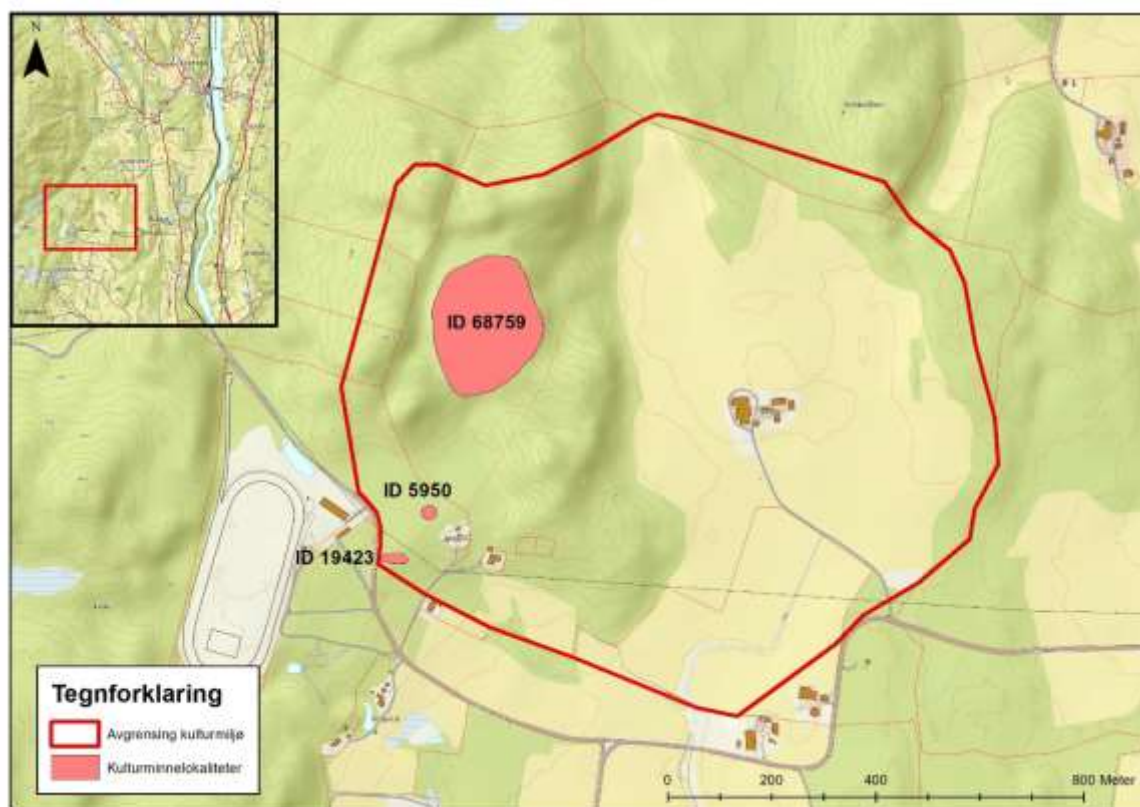 N
ID 68759
ID 5950
ID 19423
Tegnforklaring
Avgrensing kulturmiljø
Kulturminnelokaliteter
0 200 400 800 Meter